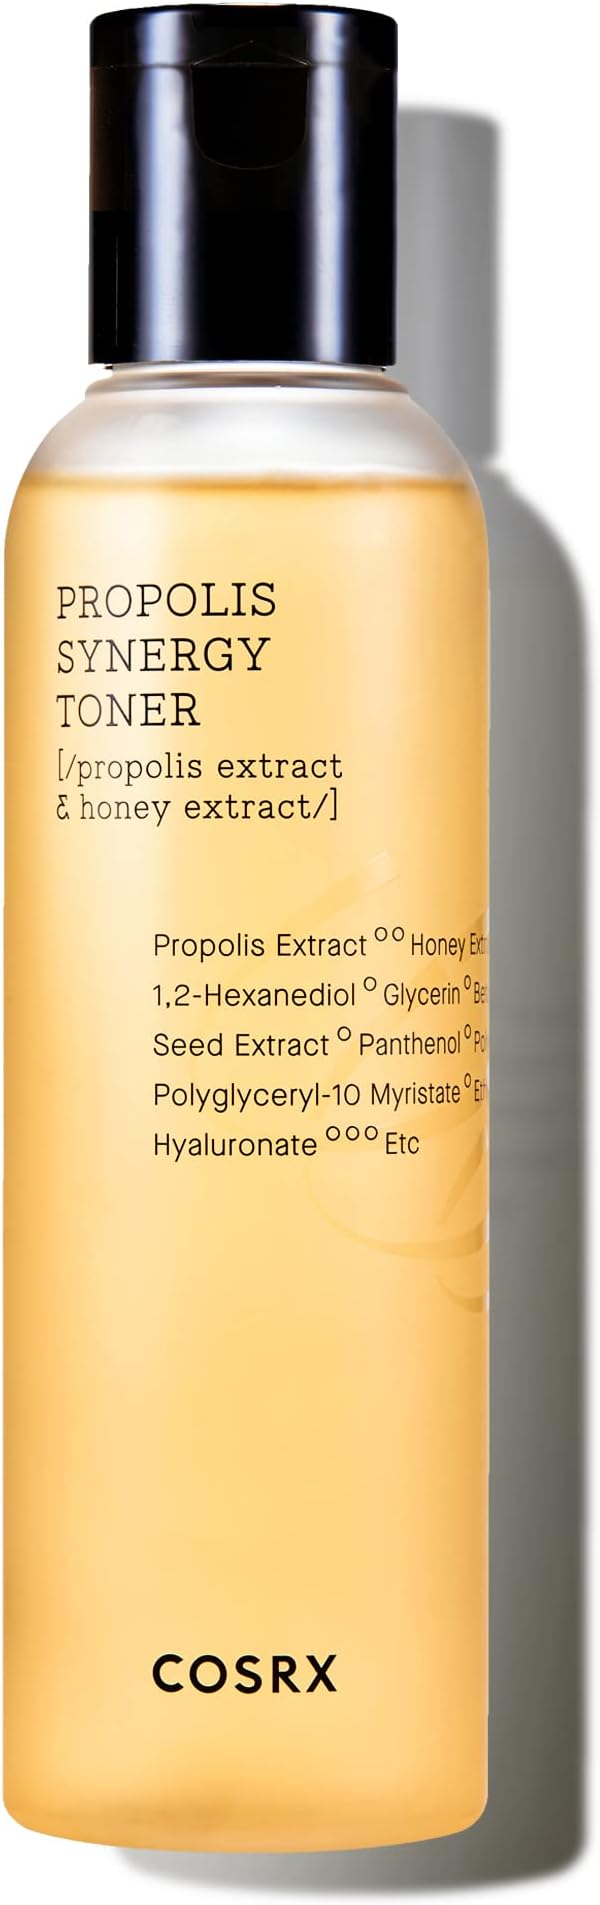 PROPOLIS
SYNERGY
TONER
[/propolis extract
& honey extract/]
Propolis Extract °° Honey
1,2-Hexanediol ° Glycerin °
Seed Extract ° Panthenol °
Polyglyceryl-10 Myristate °
Hyaluronate °°° Etc
COSRX